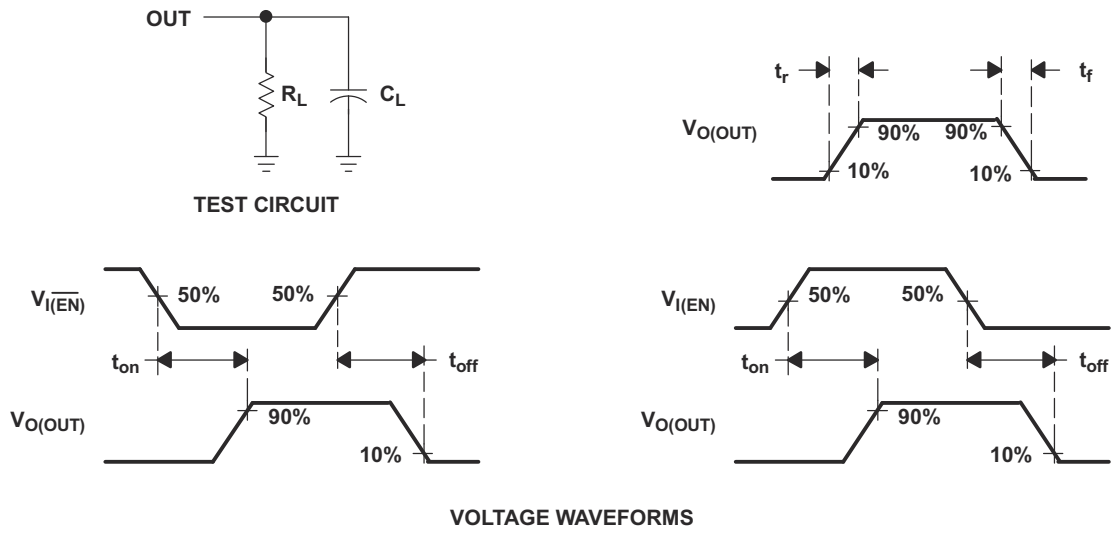 OUT
R_L
C_L
TEST CIRCUIT
t_r
t_f
V_O(OUT)
90%
90%
10%
10%
V_I(E̅N̅)
50%
50%
t_on
t_off
V_O(OUT)
90%
10%
V_I(EN)
50%
50%
t_on
t_off
V_O(OUT)
90%
10%
VOLTAGE WAVEFORMS